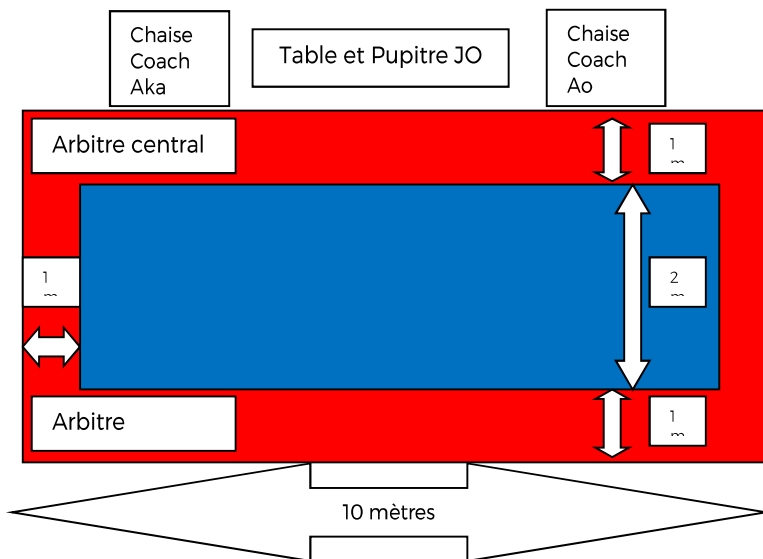 Chaise
Coach
Aka
Table et Pupitre JO
Chaise
Coach
Ao
Arbitre central
1
1
2
Arbitre
1
10 mètres